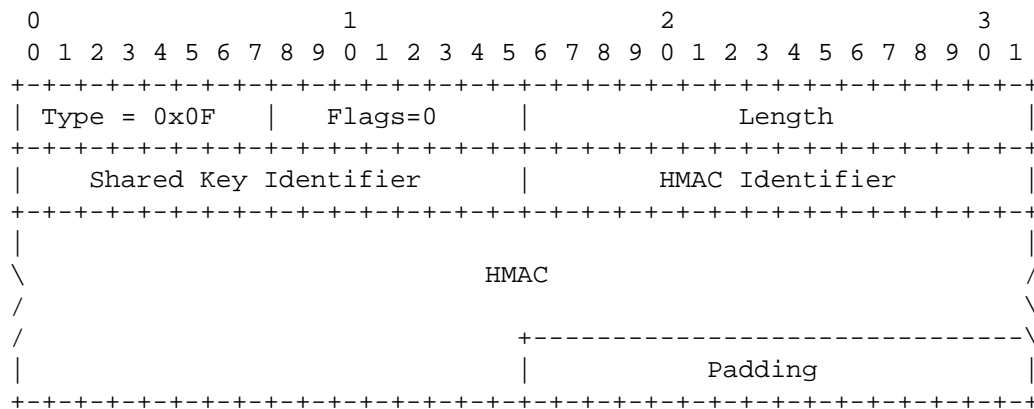 0                   1                   2                   3
 0 1 2 3 4 5 6 7 8 9 0 1 2 3 4 5 6 7 8 9 0 1 2 3 4 5 6 7 8 9 0 1
+-+-+-+-+-+-+-+-+-+-+-+-+-+-+-+-+-+-+-+-+-+-+-+-+-+-+-+-+-+-+-+-+
| Type = 0x0F   |   Flags=0     |             Length            |
+-+-+-+-+-+-+-+-+-+-+-+-+-+-+-+-+-+-+-+-+-+-+-+-+-+-+-+-+-+-+-+-+
|    Shared Key Identifier      |        HMAC Identifier        |
+-+-+-+-+-+-+-+-+-+-+-+-+-+-+-+-+-+-+-+-+-+-+-+-+-+-+-+-+-+-+-+-+
|                                                               |
\                             HMAC                              /
/                                                               \
/                               +-------------------------------\
|                               |           Padding             |
+-+-+-+-+-+-+-+-+-+-+-+-+-+-+-+-+-+-+-+-+-+-+-+-+-+-+-+-+-+-+-+-+